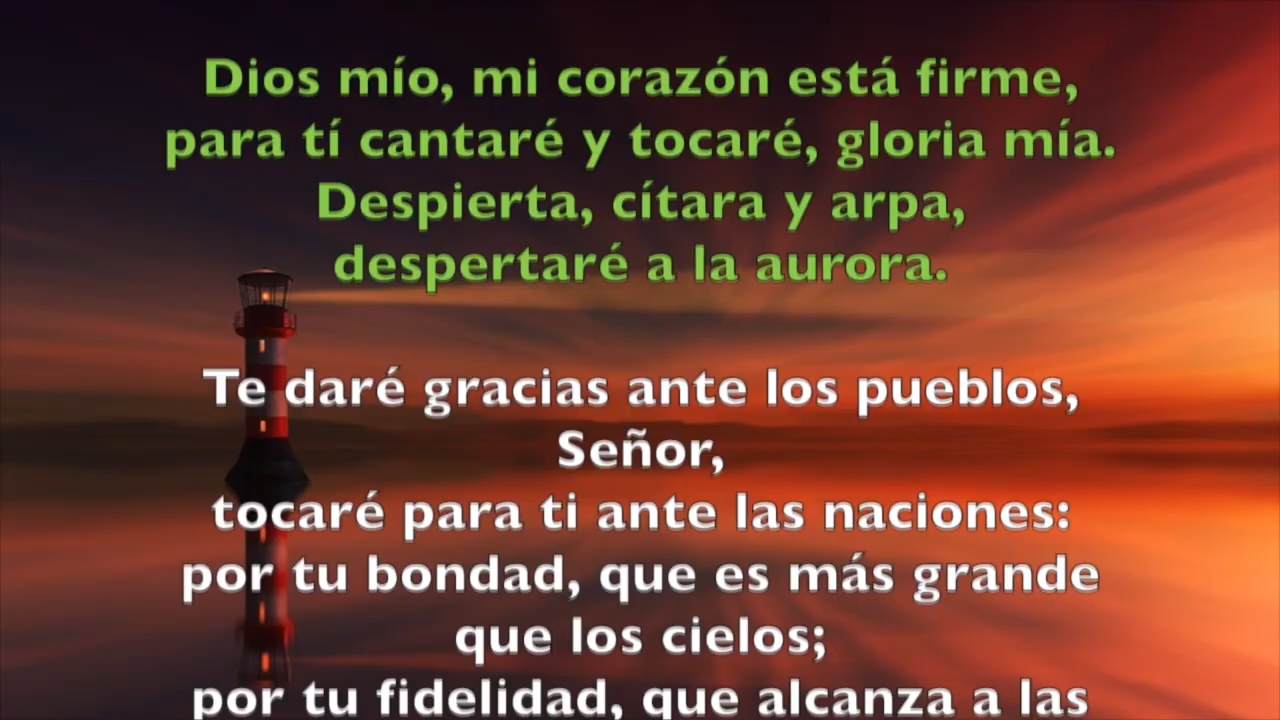 Dios mío, mi corazón está firme,
para tí cantaré y tocaré, gloria mía.
Despierta, cítara y arpa,
despertaré a la aurora.
Te daré gracias ante los pueblos,
Señor,
tocaré para ti ante las naciones:
por tu bondad, que es más grande
que los cielos;
por tu fidelidad, que alcanza a las